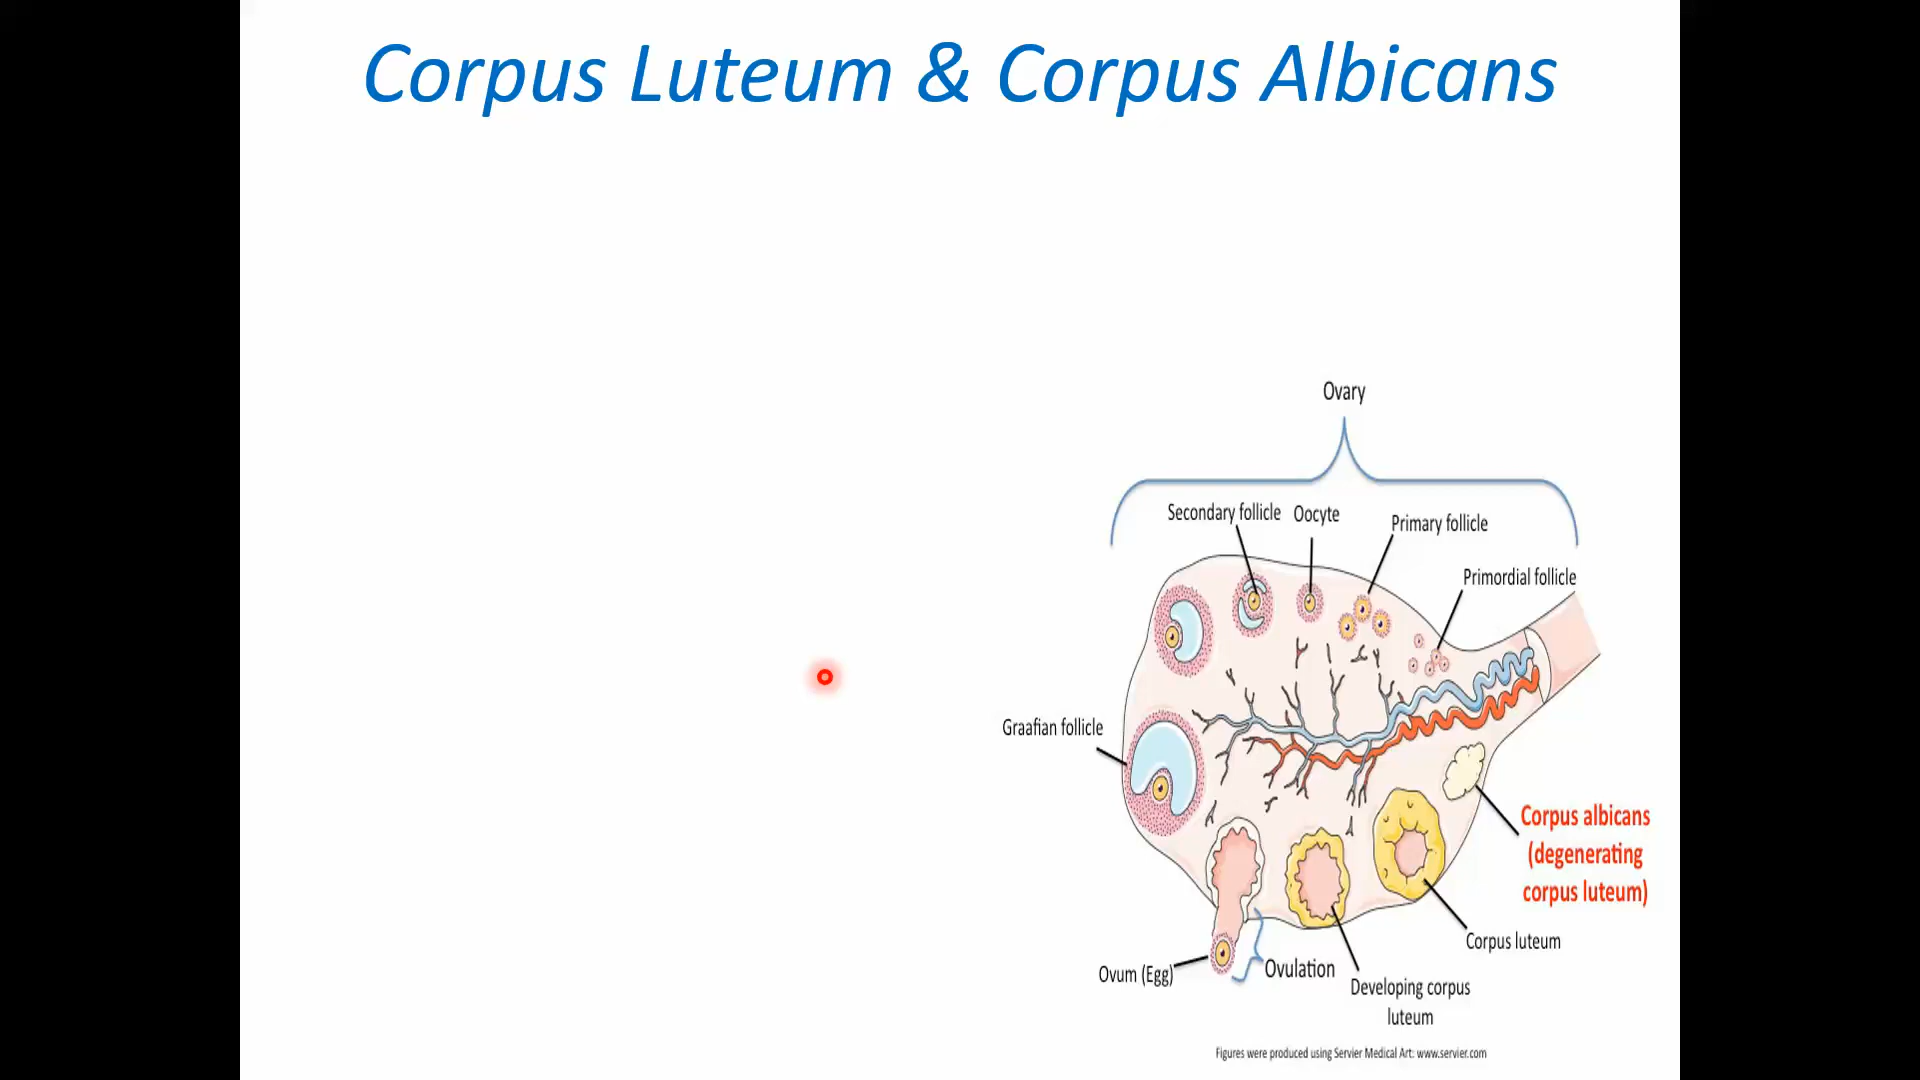 Corpus Luteum & Corpus Albicans
Ovary
Secondary follicle
Oocyte
Primary follicle
Primordial follicle
Graafian follicle
Corpus albicans
(degenerating
corpus luteum)
Corpus luteum
Ovum (Egg)
Ovulation
Developing corpus
luteum
Figures were produced using Servier Medical Art: www.servier.com